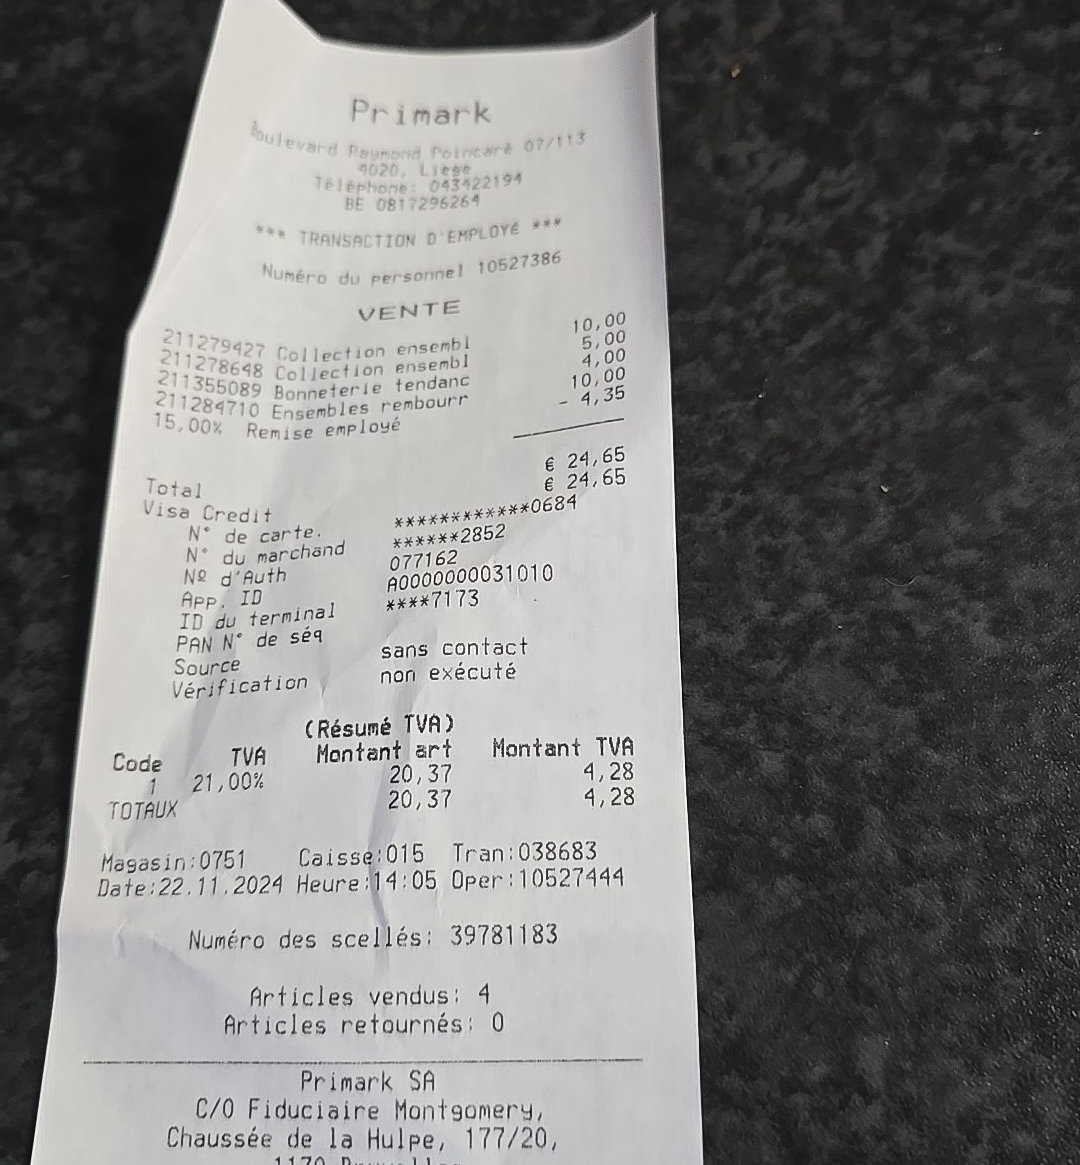 Primark
Boulevard Raymond Poincaré 07/113
4020, Liege
Téléphone: 043422194
BE 0817296264
*** TRANSACTION D'EMPLOYÉ ***
Numéro du personnel 10527386
VENTE
211279427 Collection ensembl 10,00
211278648 Collection ensembl 5,00
211355089 Bonneterie tendanc 4,00
211284710 Ensembles rembourr 10,00
15,00% Remise employé - 4,35
Total € 24,65
Visa Credit € 24,65
N° de carte. ************0684
N° du marchand ******2852
Nº d'Auth 077162
App. ID A0000000031010
ID du terminal ****7173
PAN N° de séq
Source sans contact
Vérification non exécuté
(Résumé TVA)
Code TVA Montant art Montant TVA
1 21,00% 20,37 4,28
TOTAUX 20,37 4,28
Magasin:0751 Caisse:015 Tran:038683
Date:22.11.2024 Heure:14:05 Oper:10527444
Numéro des scellés: 39781183
Articles vendus: 4
Articles retournés: 0
Primark SA
C/O Fiduciaire Montgomery,
Chaussée de la Hulpe, 177/20,
1170